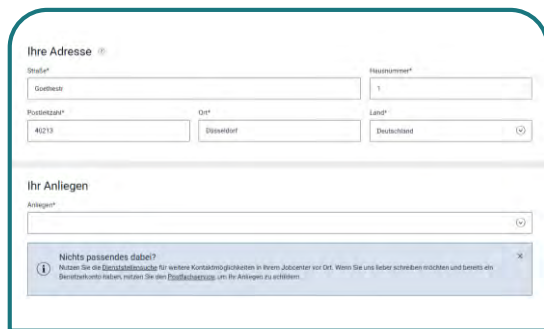 Ihre Adresse
Straße*
Hausnummer*
Goethestr
1
Postleitzahl*
Ort*
Land*
40213
Düsseldorf
Deutschland
Ihr Anliegen
Anliegen*
Nichts passendes dabei?
Nutzen Sie die Dienststellensuche für weitere Kontaktmöglichkeiten in Ihrem Jobcenter vor Ort. Wenn Sie uns lieber schreiben möchten und bereits ein
Benutzerkonto haben, nutzen Sie den Postfachservice, um Ihr Anliegen zu schildern.